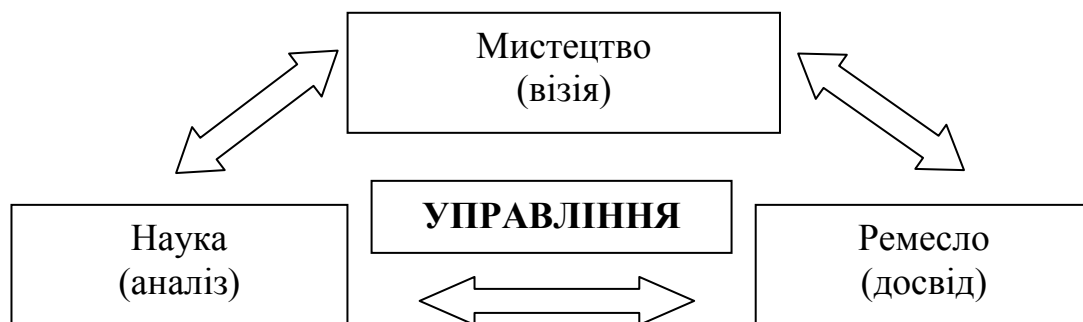 Мистецтво
(візія)
УПРАВЛІННЯ
Наука
(аналіз)
Ремесло
(досвід)